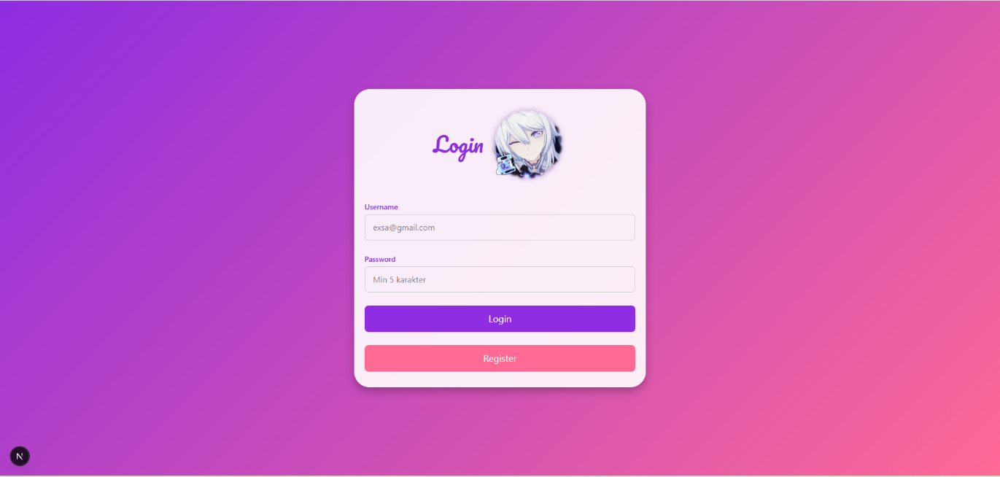 Login
Username
exsa@gmail.com
Password
Min 5 karakter
Login
Register
N